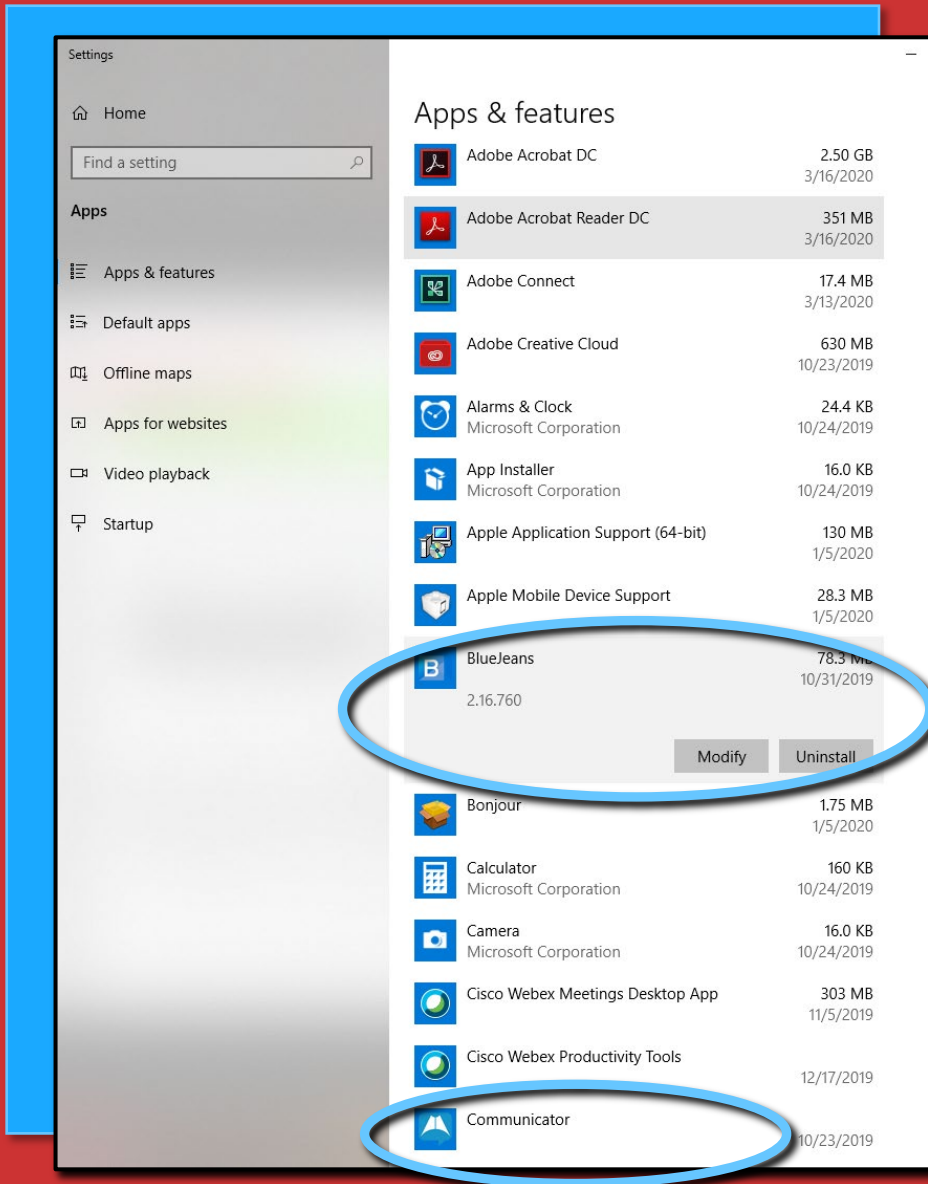 Settings
Home
Find a setting
Apps
Apps & features
Default apps
Offline maps
Apps for websites
Video playback
Startup
Apps & features
Adobe Acrobat DC 2.50 GB
3/16/2020
Adobe Acrobat Reader DC 351 MB
3/16/2020
Adobe Connect 17.4 MB
3/13/2020
Adobe Creative Cloud 630 MB
10/23/2019
Alarms & Clock 24.4 KB
Microsoft Corporation 10/24/2019
App Installer 16.0 KB
Microsoft Corporation 10/24/2019
Apple Application Support (64-bit) 130 MB
1/5/2020
Apple Mobile Device Support 28.3 MB
1/5/2020
B
BlueJeans 78.3 MB
10/31/2019
2.16.760
Modify Uninstall
Bonjour 1.75 MB
1/5/2020
Calculator 160 KB
Microsoft Corporation 10/24/2019
Camera 16.0 KB
Microsoft Corporation 10/24/2019
Cisco Webex Meetings Desktop App 303 MB
11/5/2019
Cisco Webex Productivity Tools
12/17/2019
Communicator
10/23/2019